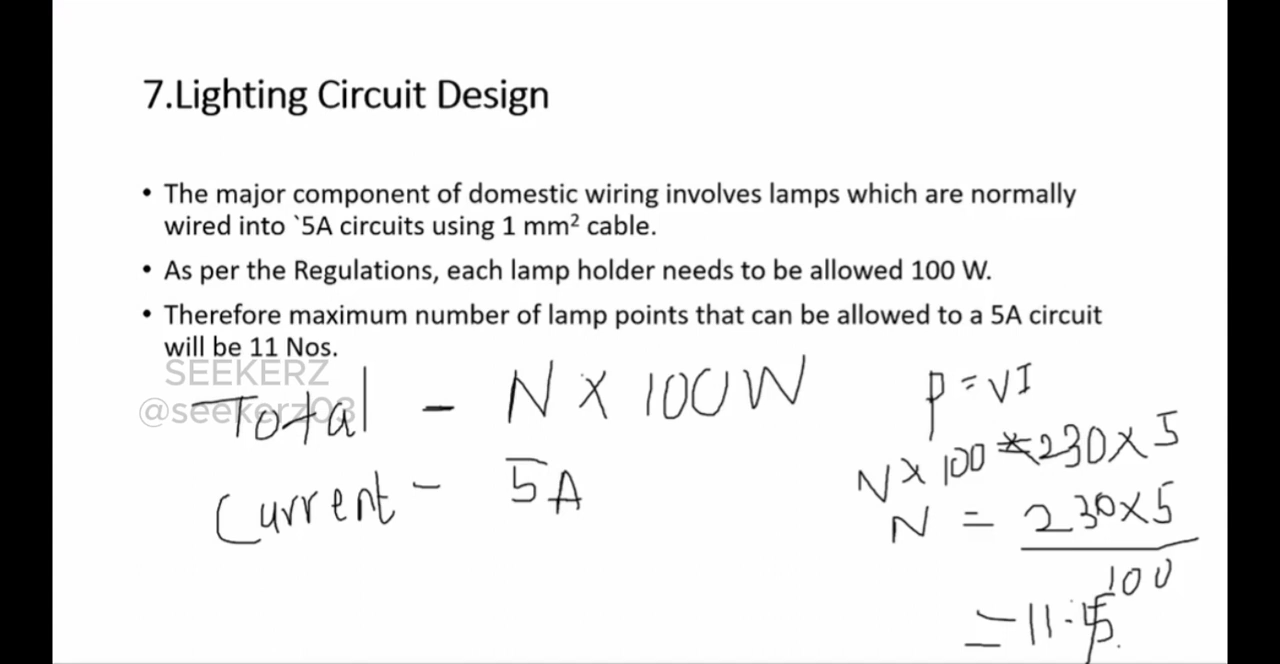 7.Lighting Circuit Design
• The major component of domestic wiring involves lamps which are normally
wired into `5A circuits using 1 mm² cable.
• As per the Regulations, each lamp holder needs to be allowed 100 W.
• Therefore maximum number of lamp points that can be allowed to a 5A circuit
will be 11 Nos.
SEEKERZ
@seekerz03
Total - N X 100W
Current - 5A
P = VI
N X 100 = 230 X 5
N = 230 X 5
100
= 11.5